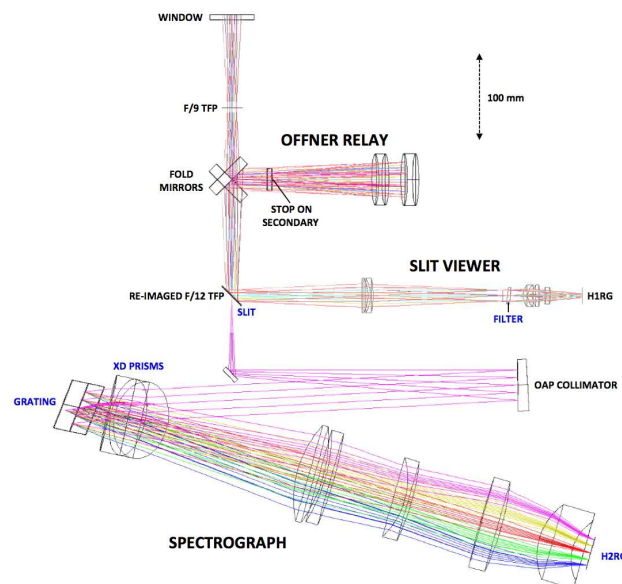 WINDOW
F/9 TFP
100 mm
OFFNER RELAY
FOLD
MIRRORS
STOP ON
SECONDARY
SLIT VIEWER
RE-IMAGED F/12 TFP
SLIT
FILTER
H1RG
XD PRISMS
GRATING
OAP COLLIMATOR
SPECTROGRAPH
H2RG